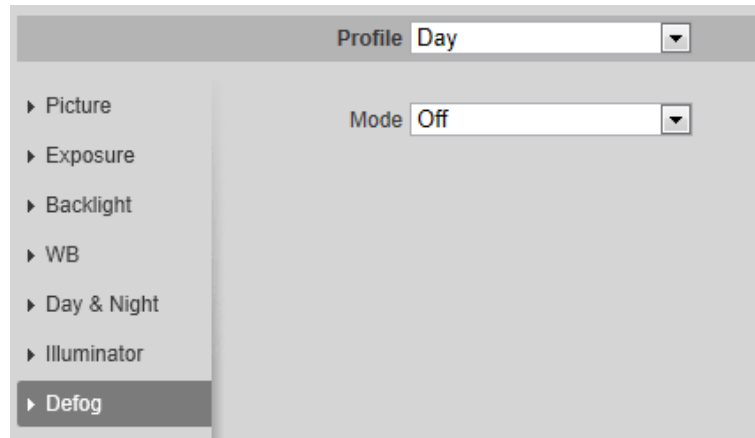 Profile Day
Picture
Mode Off
Exposure
Backlight
WB
Day & Night
Illuminator
Defog